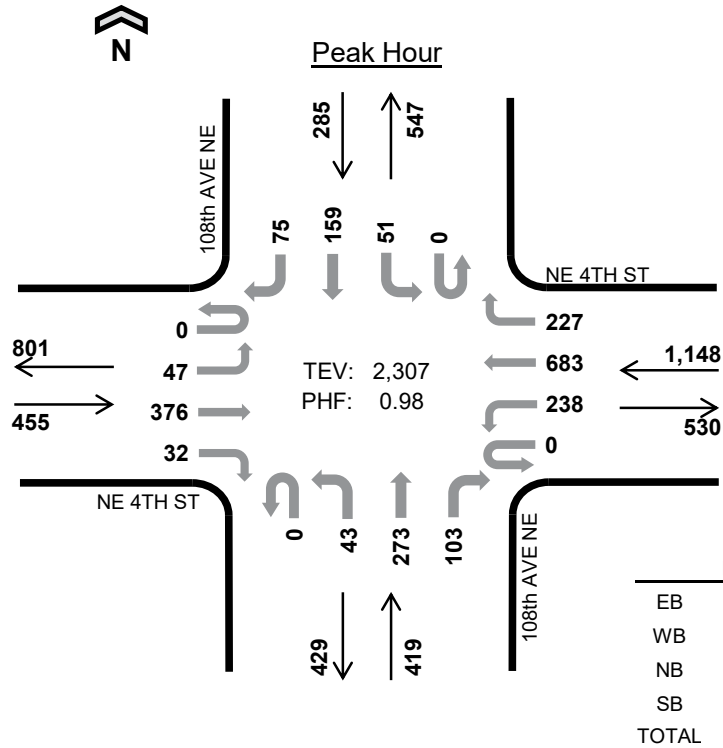 N
Peak Hour
285
547
108th AVE NE
75
159
51
0
NE 4TH ST
0
227
801
47
683
1,148
TEV: 2,307
PHF: 0.98
455
376
238
530
32
0
NE 4TH ST
0
43
273
103
108th AVE NE
429
419
EB
WB
NB
SB
TOTAL